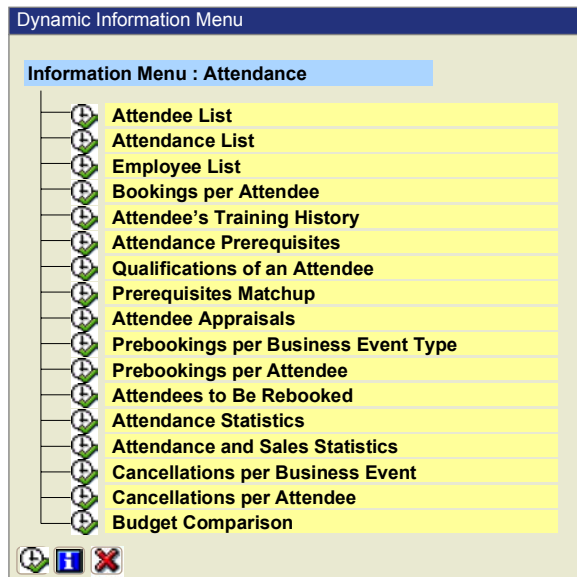 Dynamic Information Menu
Information Menu : Attendance
Attendee List
Attendance List
Employee List
Bookings per Attendee
Attendee’s Training History
Attendance Prerequisites
Qualifications of an Attendee
Prerequisites Matchup
Attendee Appraisals
Prebookings per Business Event Type
Prebookings per Attendee
Attendees to Be Rebooked
Attendance Statistics
Attendance and Sales Statistics
Cancellations per Business Event
Cancellations per Attendee
Budget Comparison